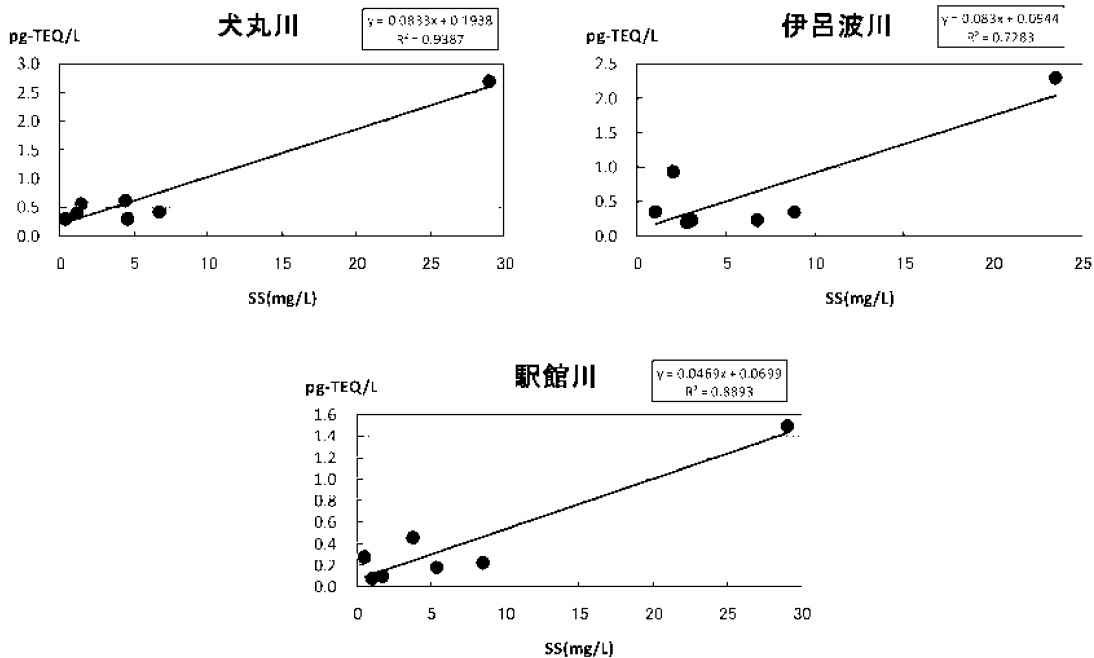 犬丸川
y = 0.0833x + 0.1938
R² = 0.9387
pg-TEQ/L
3.0
2.5
2.0
1.5
1.0
0.5
0.0
0 5 10 15 20 25 30
SS(mg/L)
伊呂波川
y = 0.083x + 0.0944
R² = 0.7283
pg-TEQ/L
2.5
2.0
1.5
1.0
0.5
0.0
0 5 10 15 20 25
SS(mg/L)
駅館川
y = 0.0469x + 0.0699
R² = 0.8893
pg-TEQ/L
1.6
1.4
1.2
1.0
0.8
0.6
0.4
0.2
0.0
0 5 10 15 20 25 30
SS(mg/L)